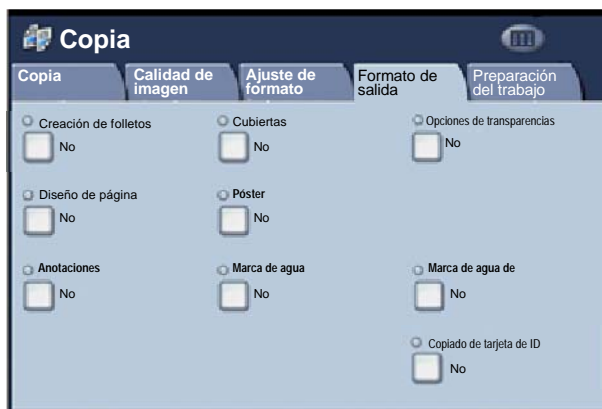 Copia
Copia
Calidad de
imagen
Ajuste de
formato
Formato de
salida
Preparación
del trabajo
Creación de folletos
No
Cubiertas
No
Opciones de transparencias
No
Diseño de página
No
Póster
No
Anotaciones
No
Marca de agua
No
Marca de agua de
No
Copiado de tarjeta de ID
No